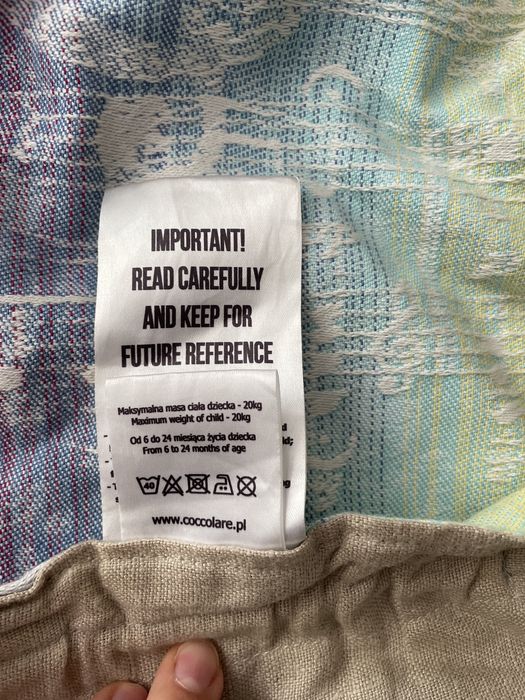 IMPORTANT!
READ CAREFULLY
AND KEEP FOR
FUTURE REFERENCE
Maksymalna masa ciała dziecka - 20kg
Maximum weight of child - 20kg
Od 6 do 24 miesiąca życia dziecka
From 6 to 24 months of age
40
www.coccolare.pl